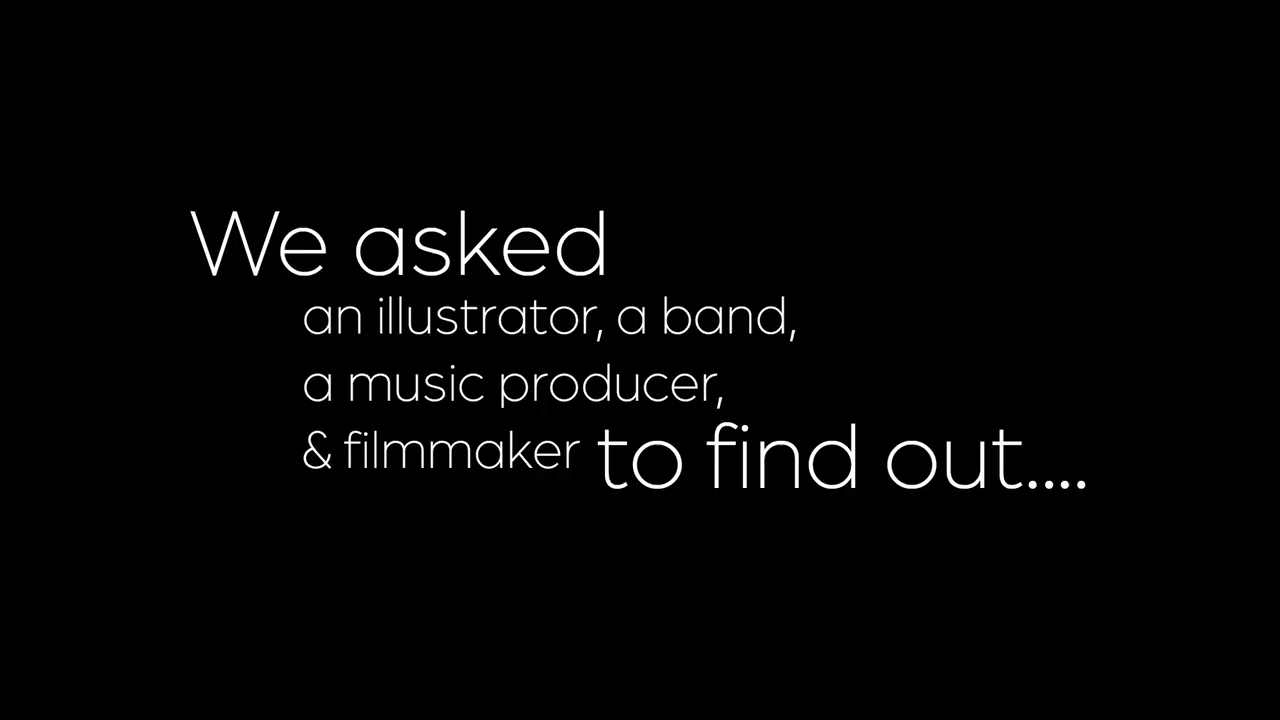 We asked
an illustrator, a band,
a music producer,
& filmmaker to find out....